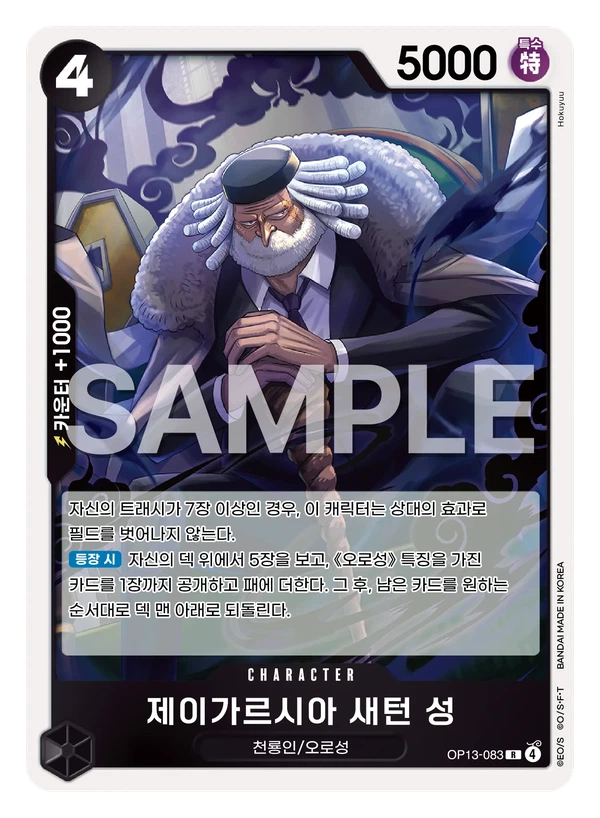 4
5000
특수
特
Hokuyuu
카운터 +1000
SAMPLE
자신의 트래시가 7장 이상인 경우, 이 캐릭터는 상대의 효과로
필드를 벗어나지 않는다.
등장 시 자신의 덱 위에서 5장을 보고, 《오로성》 특징을 가진
카드를 1장까지 공개하고 패에 더한다. 그 후, 남은 카드를 원하는
순서대로 덱 맨 아래로 되돌린다.
CHARACTER
제이가르시아 새턴 성
천룡인/오로성
OP13-083 R 4
©EO/S ©O/S·F·T BANDAI MADE IN KOREA